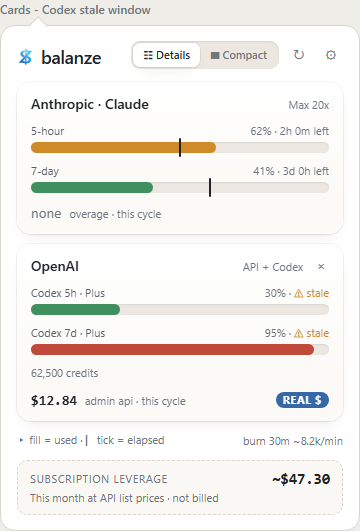 Cards - Codex stale window
balanze
Details
Compact
Anthropic · Claude
Max 20x
5-hour
62% · 2h 0m left
7-day
41% · 3d 0h left
none overage · this cycle
OpenAI
API + Codex ×
Codex 5h · Plus
30% · ⚠ stale
Codex 7d · Plus
95% · ⚠ stale
62,500 credits
$12.84 admin api · this cycle
REAL $
‣ fill = used · | tick = elapsed
burn 30m ~8.2k/min
SUBSCRIPTION LEVERAGE
~$47.30
This month at API list prices · not billed